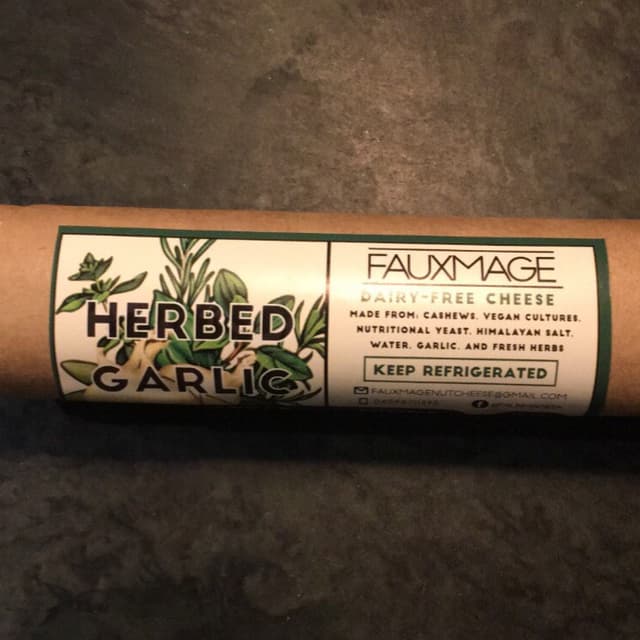 HERBED
GARLIC
FAUXMAGE
DAIRY-FREE CHEESE
MADE FROM: CASHEWS, VEGAN CULTURES,
NUTRITIONAL YEAST, HIMALAYAN SALT,
WATER, GARLIC, AND FRESH HERBS
KEEP REFRIGERATED
FAUXMAGENUTCHEESE@GMAIL.COM